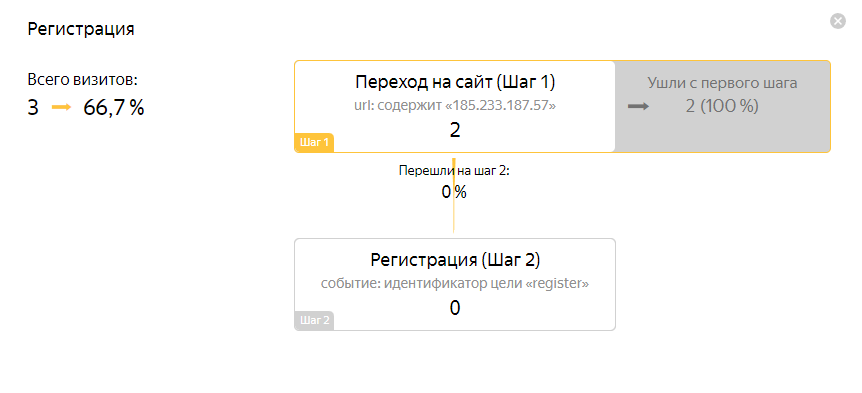 Регистрация
Всего визитов:
3 66,7 %
Переход на сайт (Шаг 1)
url: содержит «185.233.187.57»
2
Шаг 1
Ушли с первого шага
2 (100 %)
Перешли на шаг 2:
0 %
Регистрация (Шаг 2)
событие: идентификатор цели «register»
0
Шаг 2